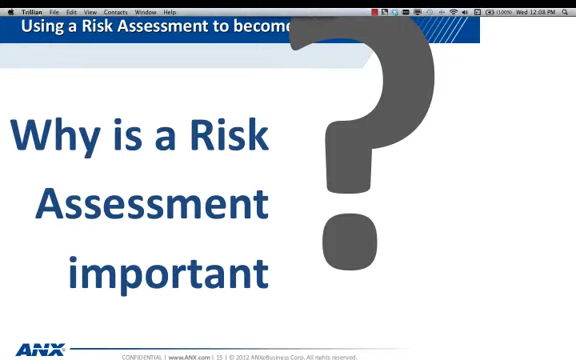 Trillian File Edit View Contacts Window Help (100%) Wed 12:08 PM
Using a Risk Assessment to become
Why is a Risk
Assessment
important
?
ANX CONFIDENTIAL | www.ANX.com | 15 | © 2012 ANXeBusiness Corp. All rights reserved.